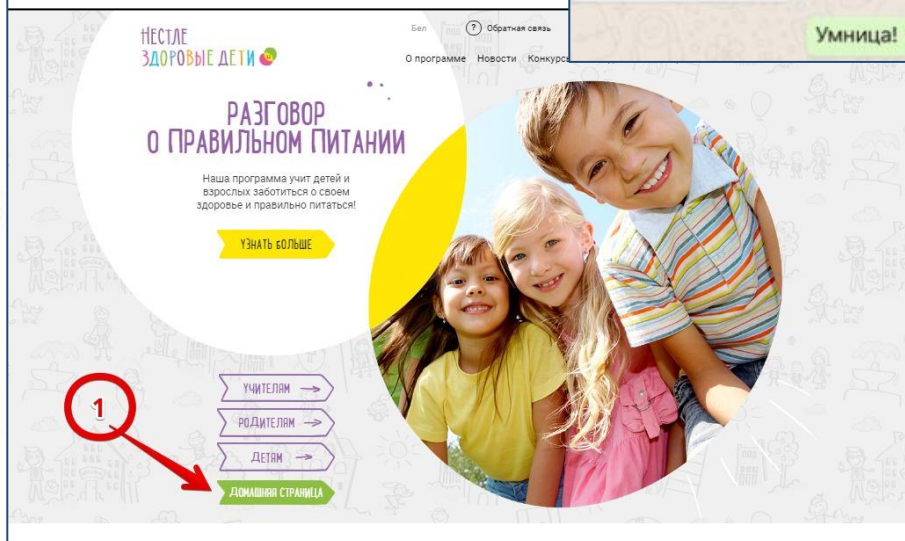 Умница!
НЕСТЛЕ
ЗДОРОВЫЕ ДЕТИ
Бел ? Обратная связь
О программе Новости Конкурсы
РАЗГОВОР
О ПРАВИЛЬНОМ ПИТАНИИ
Наша программа учит детей и
взрослых заботиться о своем
здоровье и правильно питаться!
УЗНАТЬ БОЛЬШЕ
УЧИТЕЛЯМ
РОДИТЕЛЯМ
ДЕТЯМ
ДОМАШНЯЯ СТРАНИЦА
1